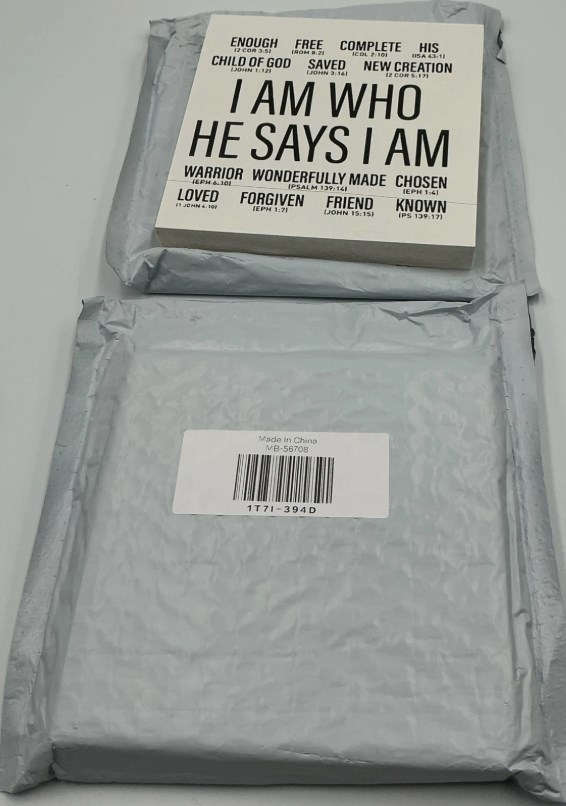 ENOUGH FREE COMPLETE HIS
(2 COR 3:5) (ROM 8:2) (COL 2:10) (ISA 43:1)
CHILD OF GOD SAVED NEW CREATION
(JOHN 1:12) (JOHN 3:16) (2 COR 5:17)
I AM WHO
HE SAYS I AM
WARRIOR WONDERFULLY MADE CHOSEN
(EPH 6:10) (PSALM 139:14) (EPH 1:4)
LOVED FORGIVEN FRIEND KNOWN
(1 JOHN 4:10) (EPH 1:7) (JOHN 15:15) (PS 139:17)
Made In China
MB-56708
1T7I-394D